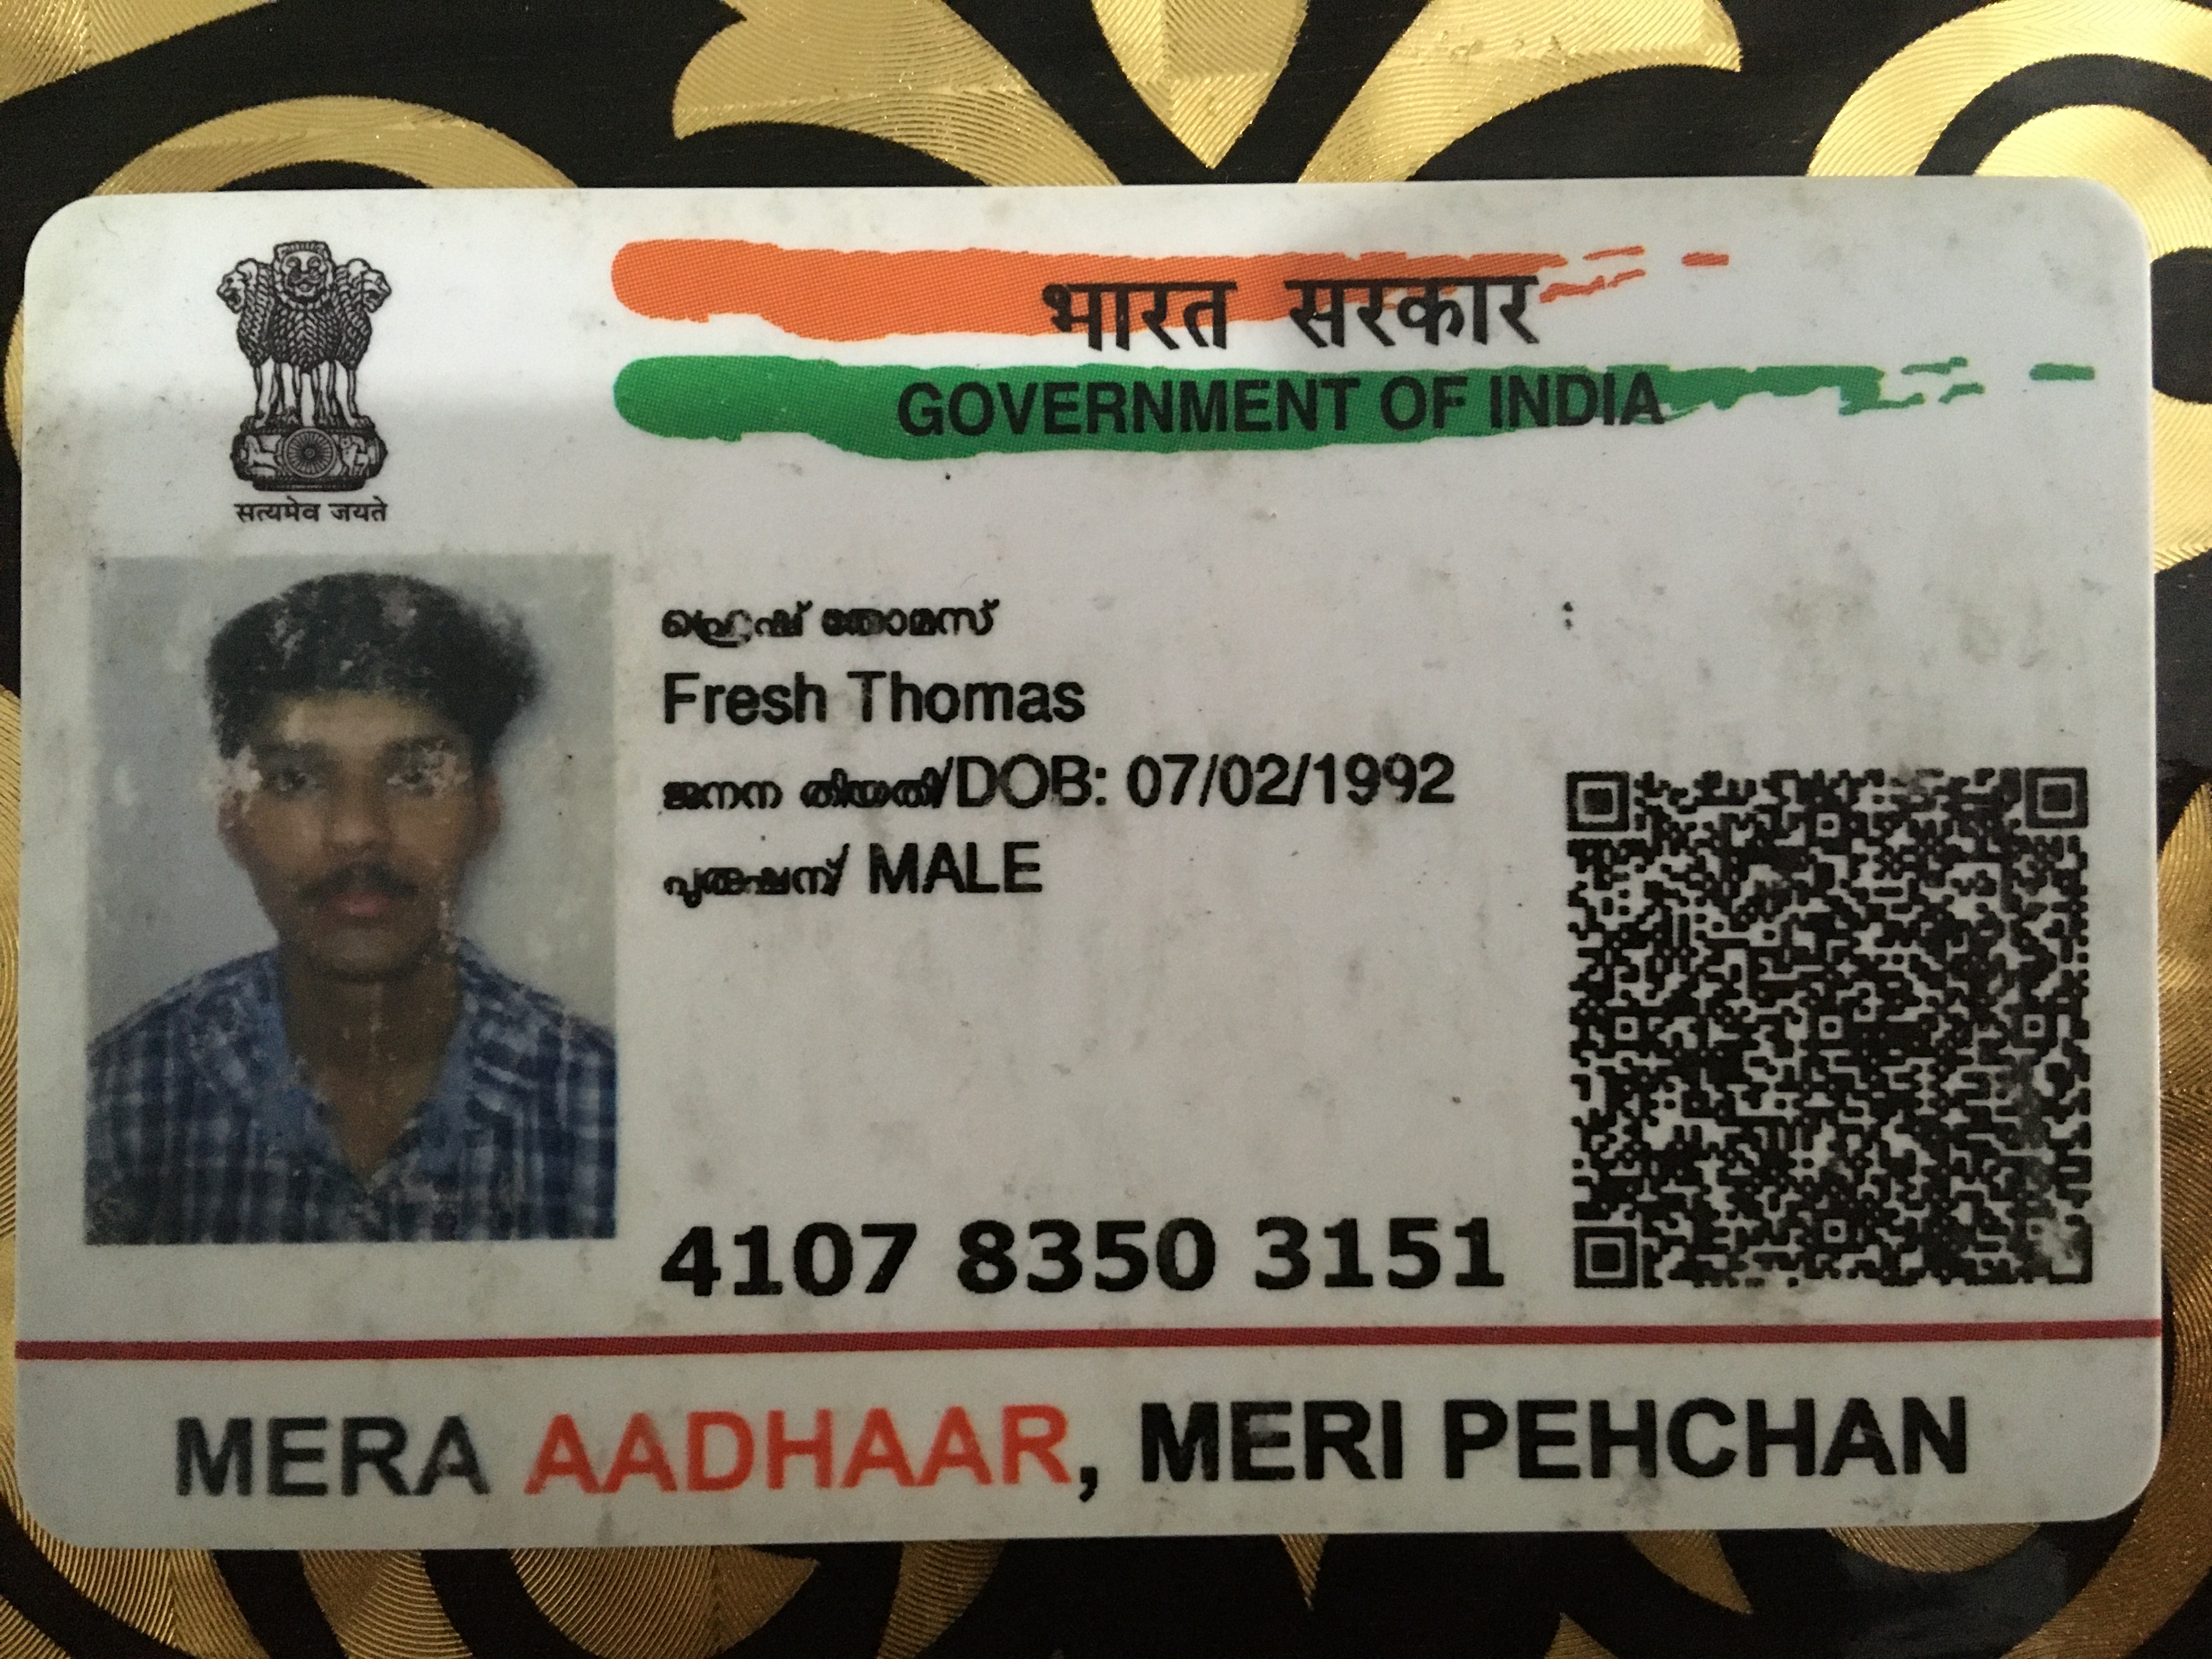 भारत सरकार
GOVERNMENT OF INDIA
सत्यमेव जयते
ഫ്രെഷ് തോമസ്
Fresh Thomas
ജനന തീയതി/DOB: 07/02/1992
പുരുഷന്/ MALE
4107 8350 3151
MERA AADHAAR, MERI PEHCHAN